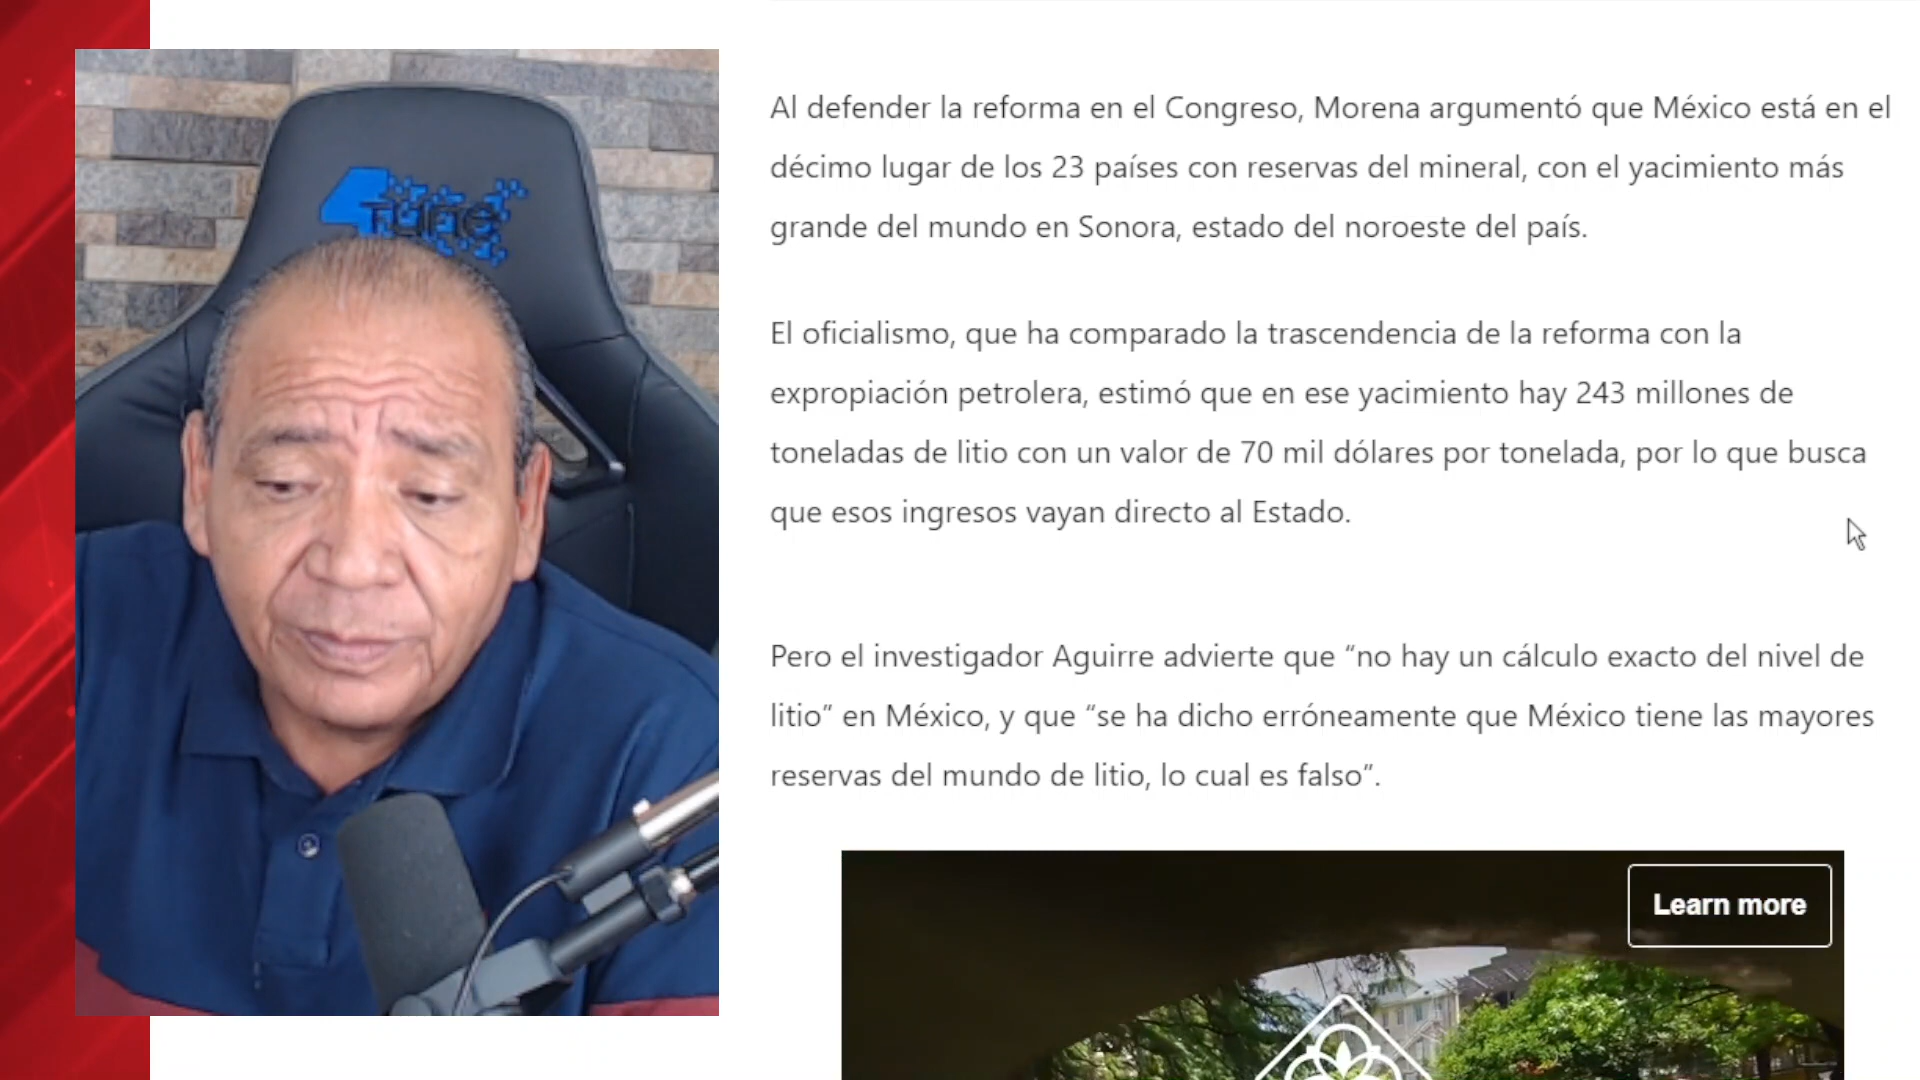 Al defender la reforma en el Congreso, Morena argumentó que México está en el
décimo lugar de los 23 países con reservas del mineral, con el yacimiento más
grande del mundo en Sonora, estado del noroeste del país.
El oficialismo, que ha comparado la trascendencia de la reforma con la
expropiación petrolera, estimó que en ese yacimiento hay 243 millones de
toneladas de litio con un valor de 70 mil dólares por tonelada, por lo que busca
que esos ingresos vayan directo al Estado.
Pero el investigador Aguirre advierte que “no hay un cálculo exacto del nivel de
litio” en México, y que “se ha dicho erróneamente que México tiene las mayores
reservas del mundo de litio, lo cual es falso”.
Learn more